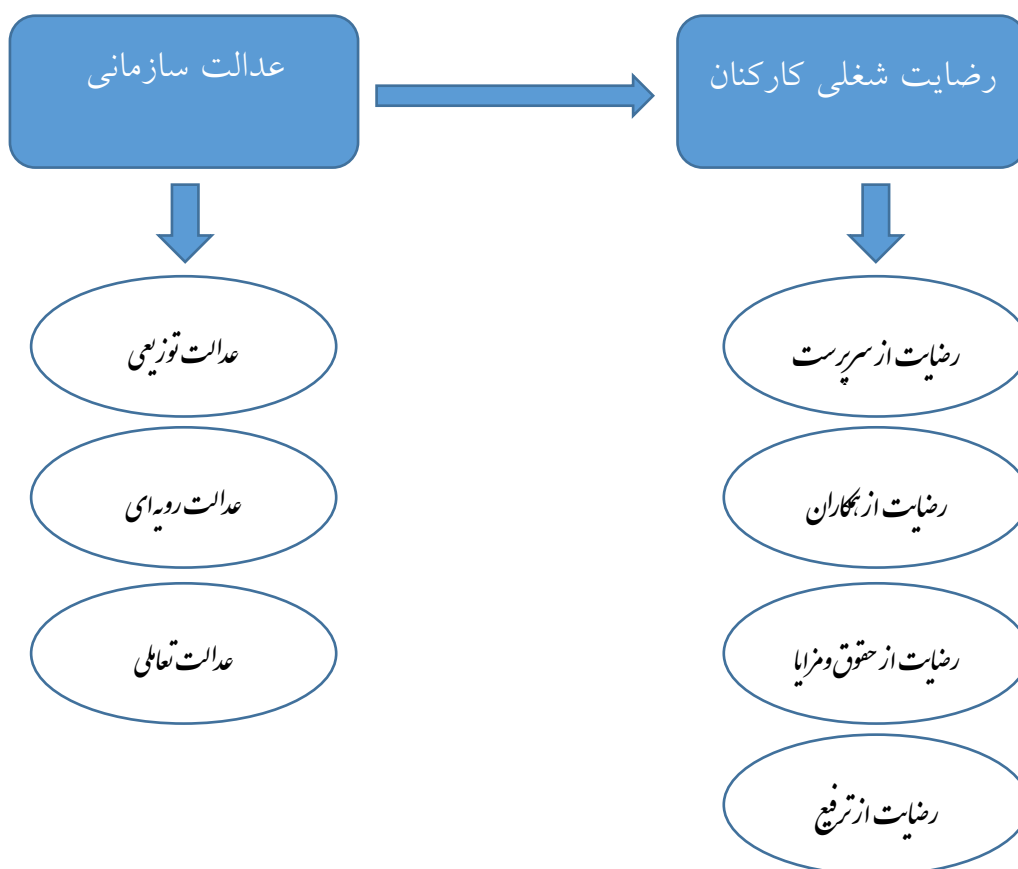 رضایت شغلی کارکنان
عدالت سازمانی
رضایت از سرپرست
عدالت توزیعی
رضایت از همکاران
عدالت رویه‌ای
رضایت از حقوق و مزایا
عدالت تعاملی
رضایت از ترفیع